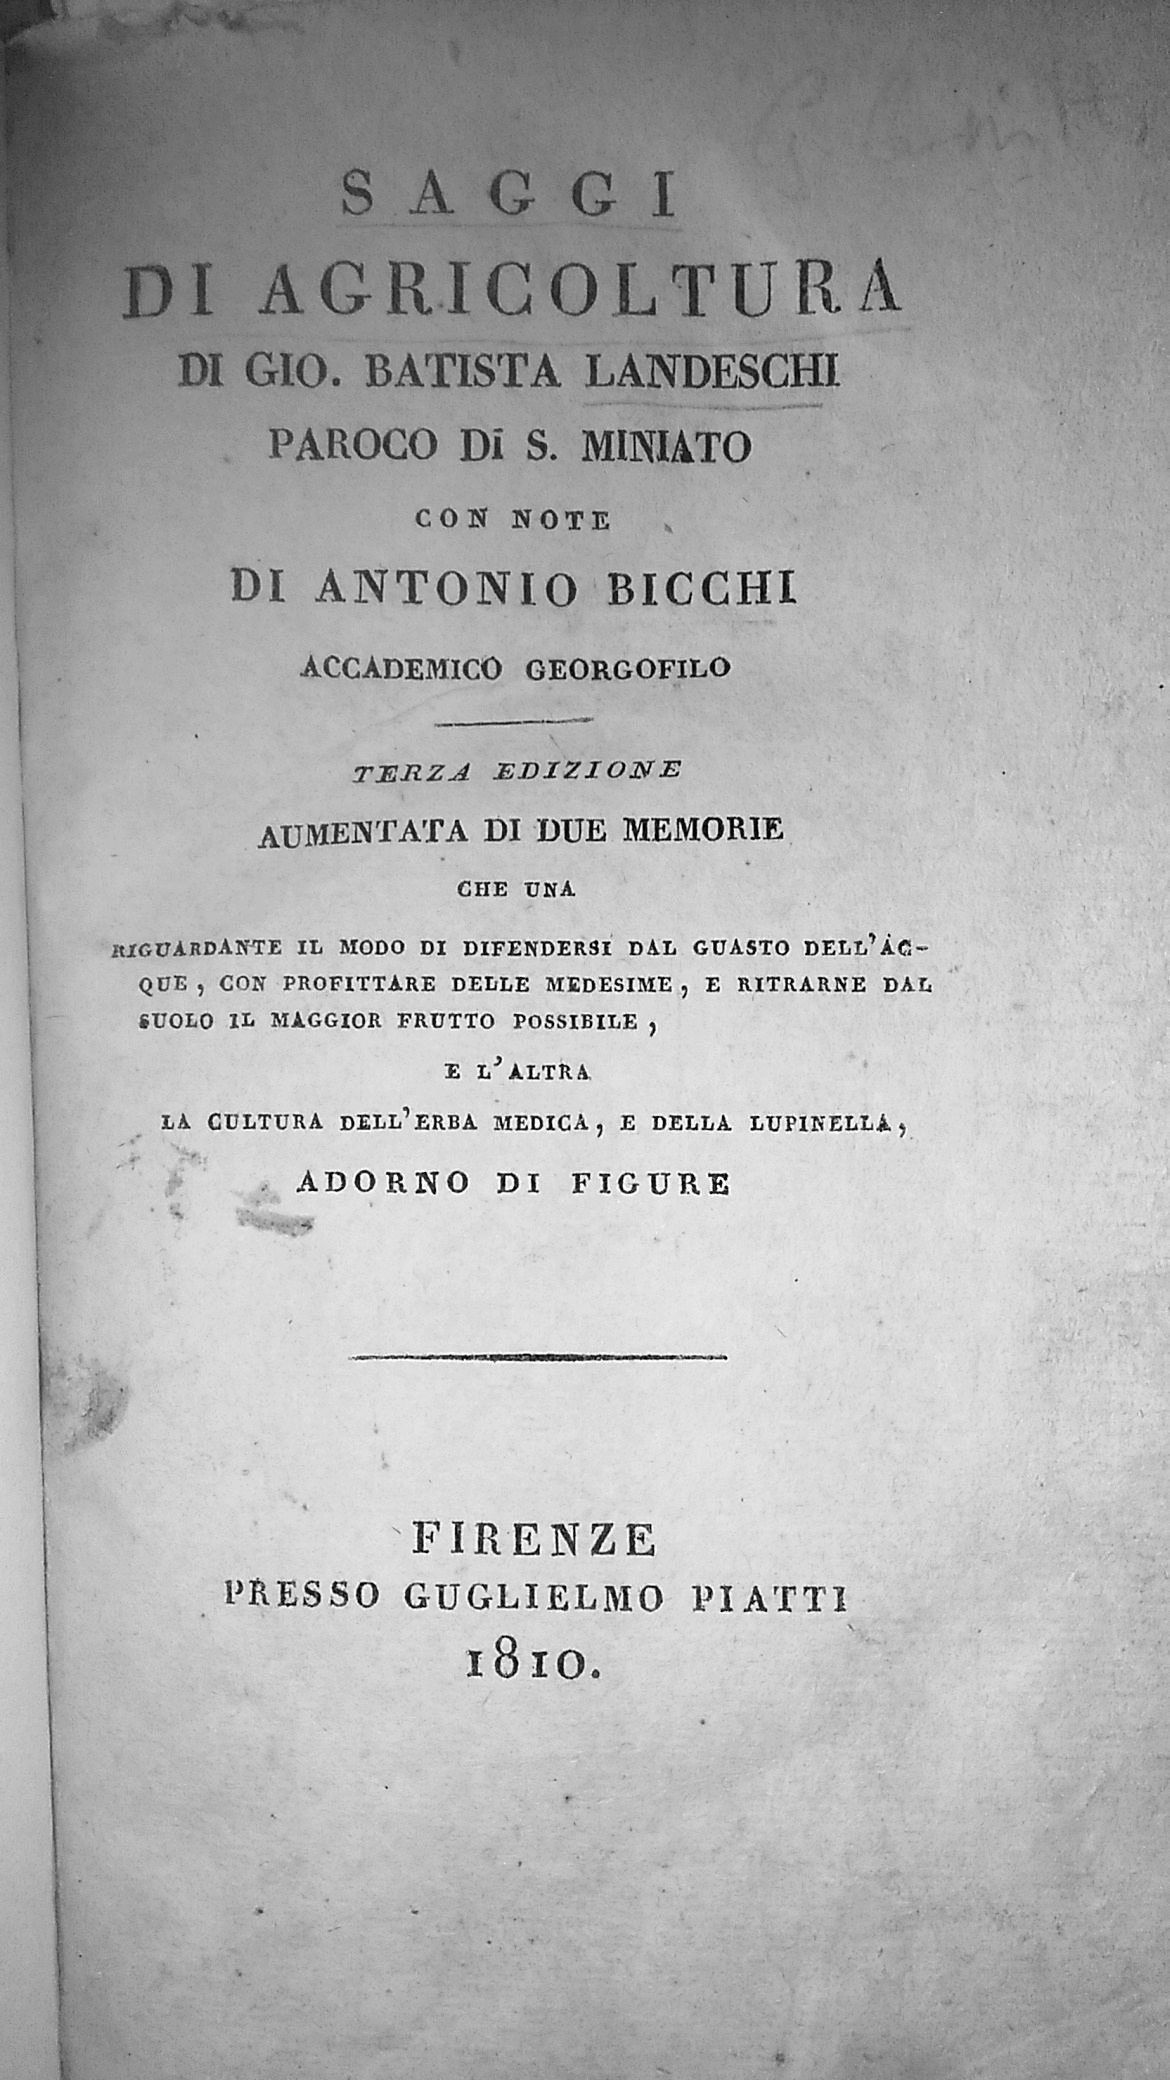 SAGGI
DI AGRICOLTURA
DI GIO. BATISTA LANDESCHI
PAROCO DI S. MINIATO
CON NOTE
DI ANTONIO BICCHI
ACCADEMICO GEORGOFILO
TERZA EDIZIONE
AUMENTATA DI DUE MEMORIE
CHE UNA
RIGUARDANTE IL MODO DI DIFENDERSI DAL GUASTO DELL'AC-
QUE, CON PROFITTARE DELLE MEDESIME, E RITRARNE DAL
SUOLO IL MAGGIOR FRUTTO POSSIBILE,
E L'ALTRA
LA CULTURA DELL'ERBA MEDICA, E DELLA LUPINELLA,
ADORNO DI FIGURE
FIRENZE
PRESSO GUGLIELMO PIATTI
1810.